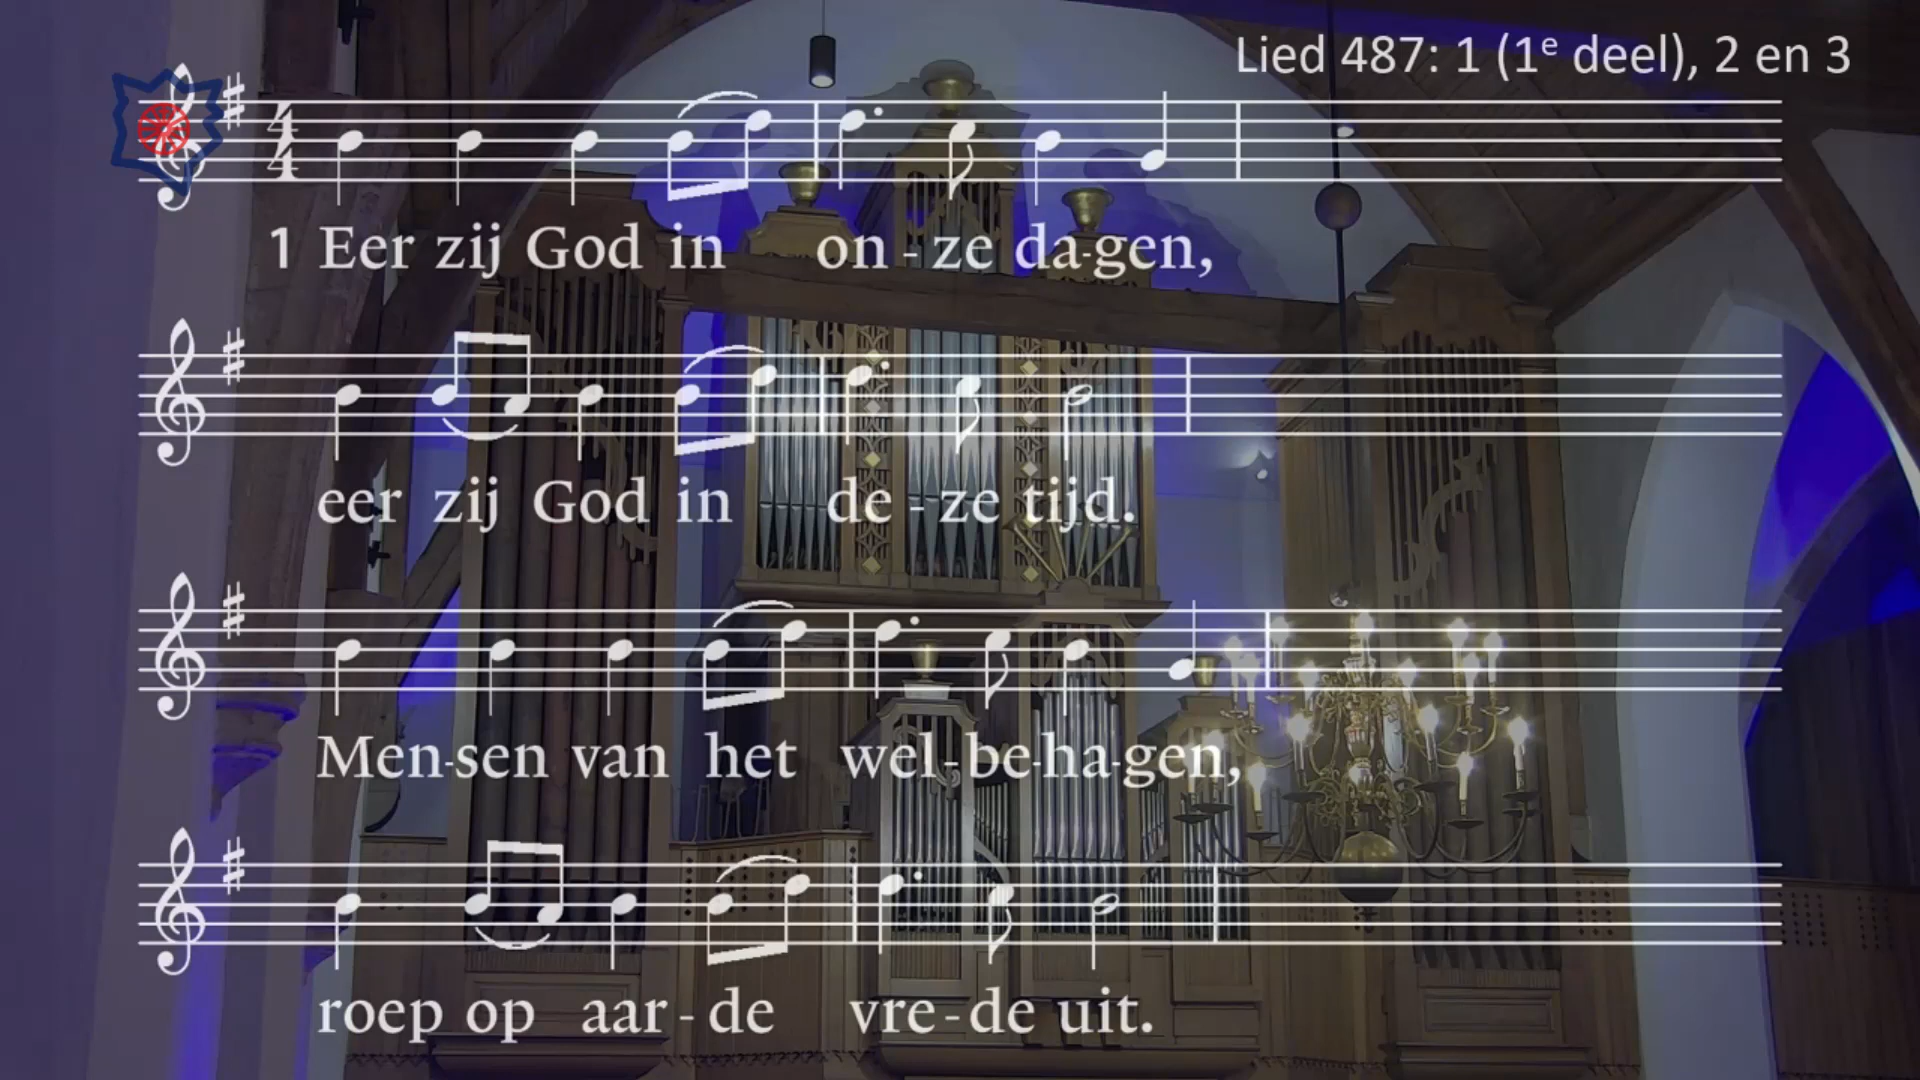 Lied 487: 1 (1e deel), 2 en 3
1 Eer zij God in on - ze da-gen,
eer zij God in de - ze tijd.
Men-sen van het wel-be-ha-gen,
roep op aar - de vre-de uit.